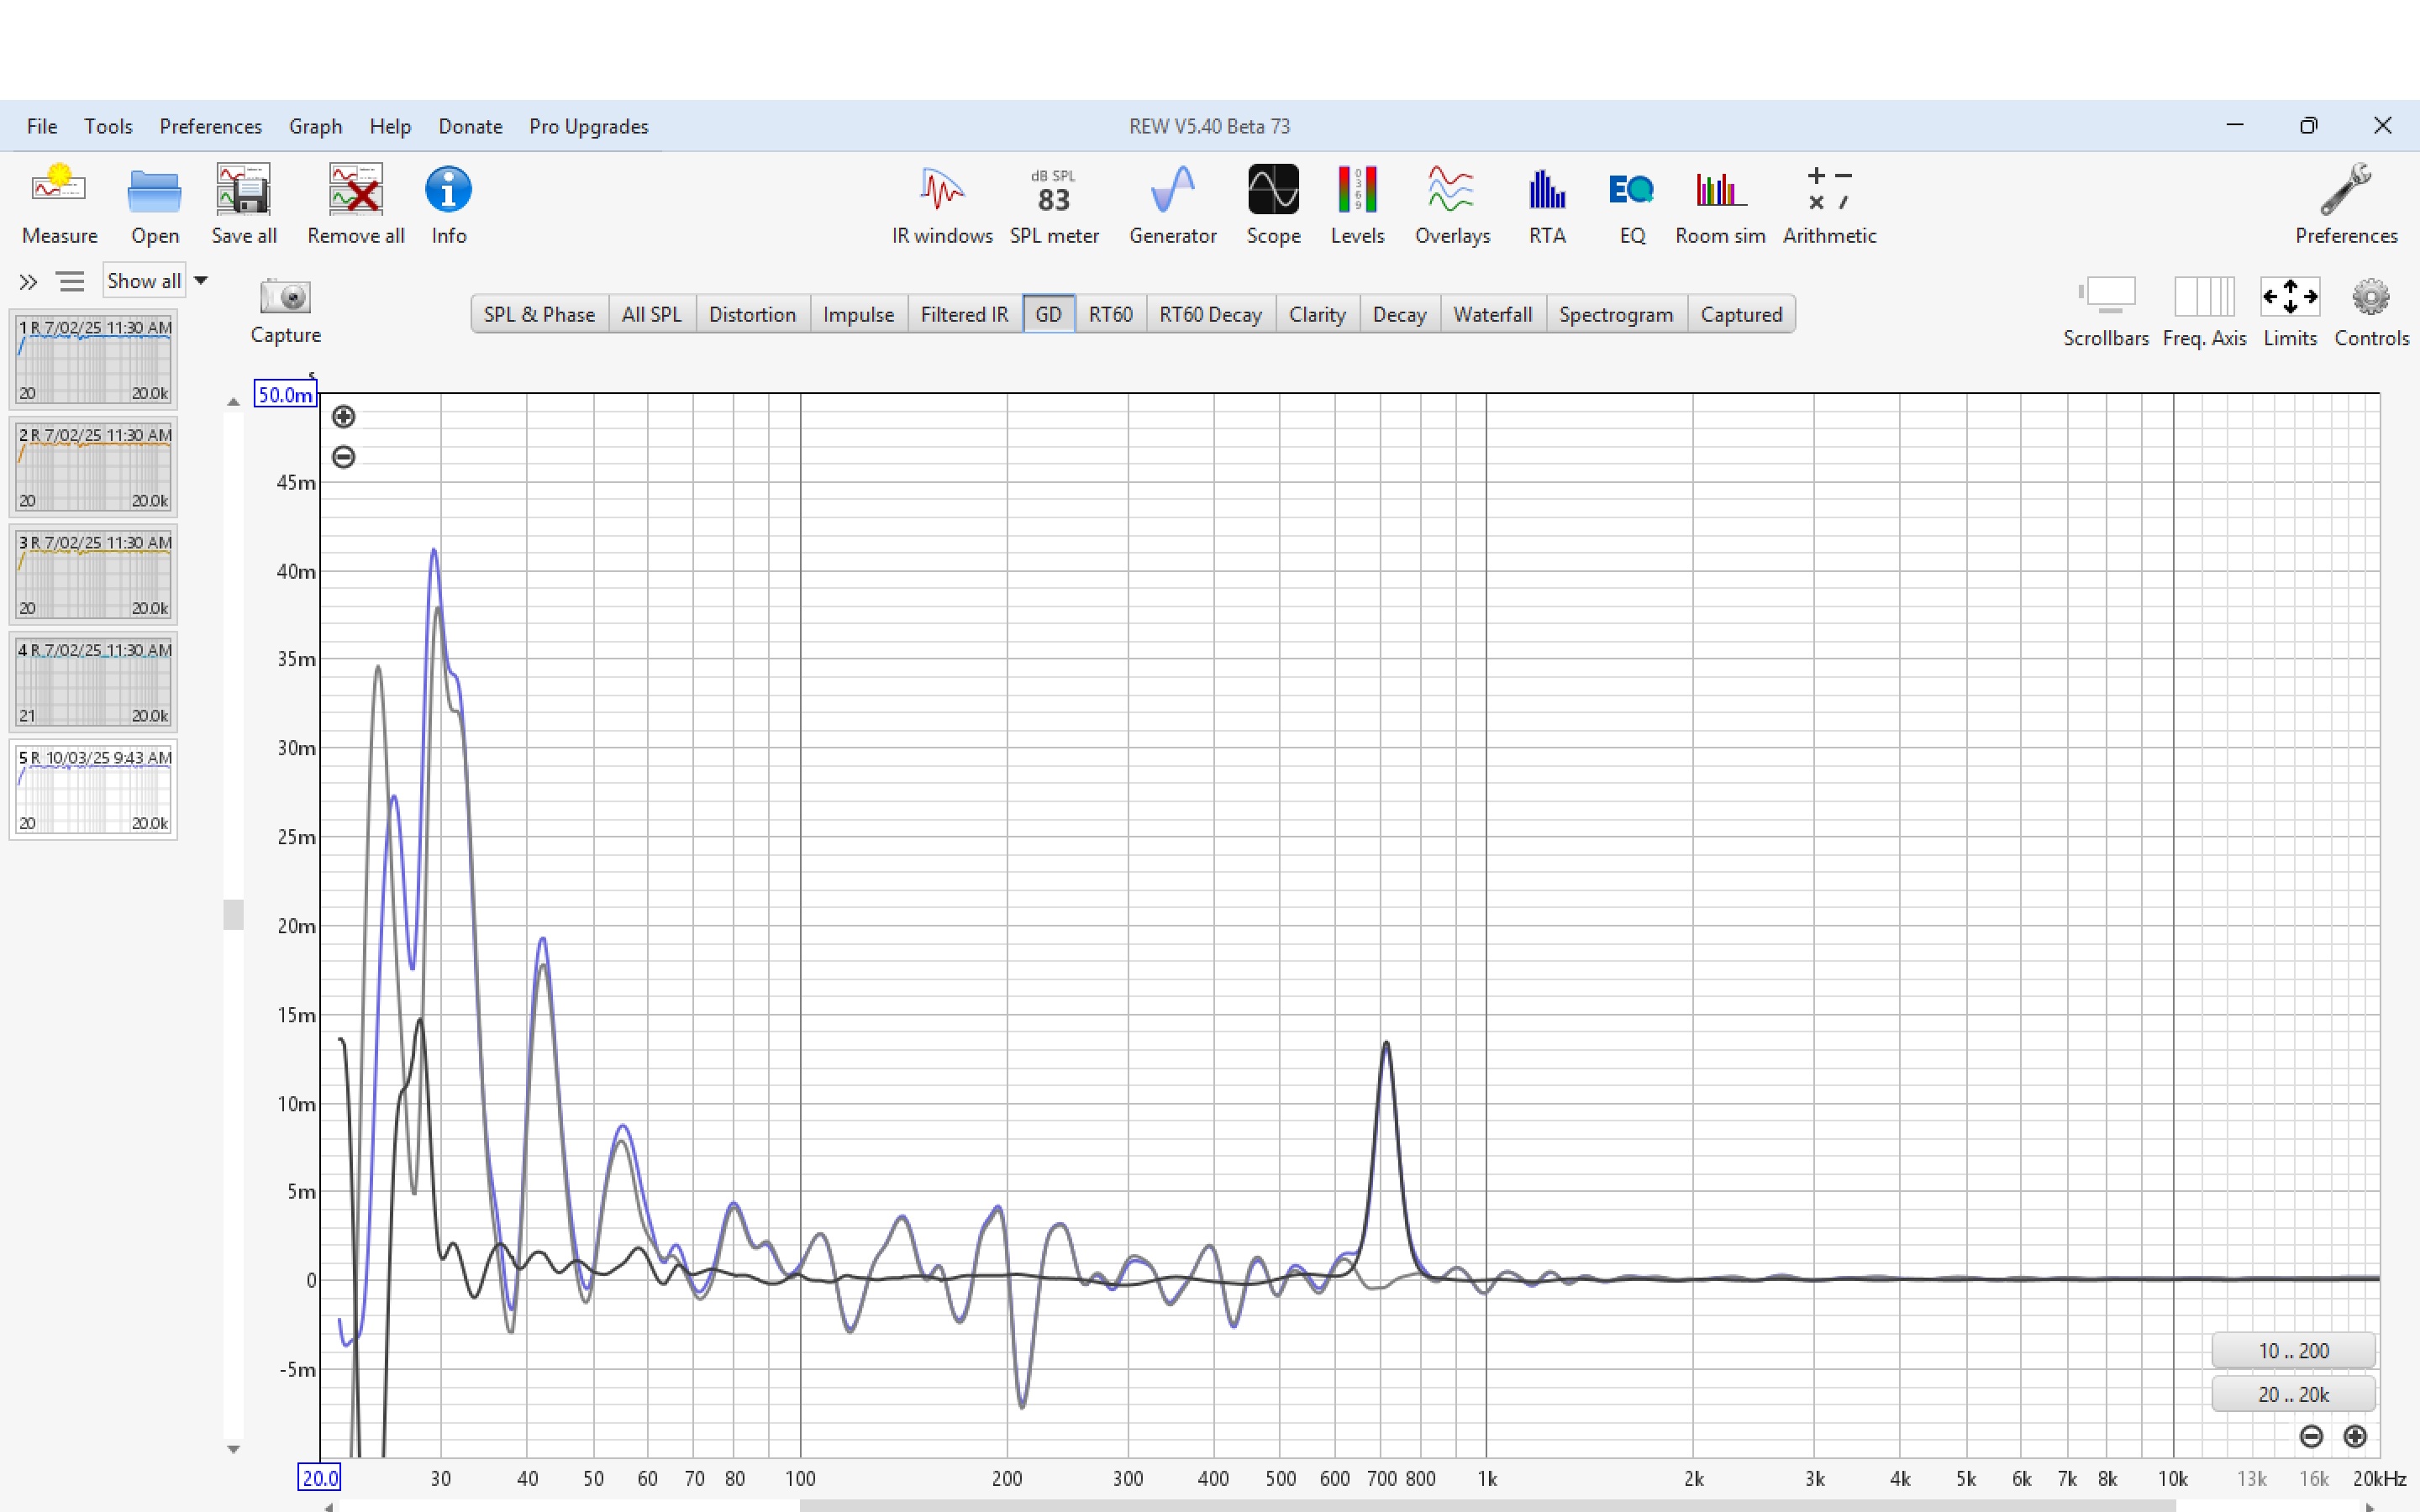 File Tools Preferences Graph Help Donate Pro Upgrades REW V5.40 Beta 73
dB SPL
83
0 3 6 9
EQ
Measure Open Save all Remove all Info IR windows SPL meter Generator Scope Levels Overlays RTA EQ Room sim Arithmetic Preferences
Show all
Capture
SPL & Phase All SPL Distortion Impulse Filtered IR GD RT60 RT60 Decay Clarity Decay Waterfall Spectrogram Captured
Scrollbars Freq. Axis Limits Controls
1 R 7/02/25 11:30 AM
20 20.0k
2 R 7/02/25 11:30 AM
20 20.0k
3 R 7/02/25 11:30 AM
20 20.0k
4 R 7/02/25 11:30 AM
21 20.0k
5 R 10/03/25 9:43 AM
20 20.0k
s
50.0m
45m
40m
35m
30m
25m
20m
15m
10m
5m
0
-5m
10 .. 200
20 .. 20k
20.0 30 40 50 60 70 80 100 200 300 400 500 600 700 800 1k 2k 3k 4k 5k 6k 7k 8k 10k 13k 16k 20kHz